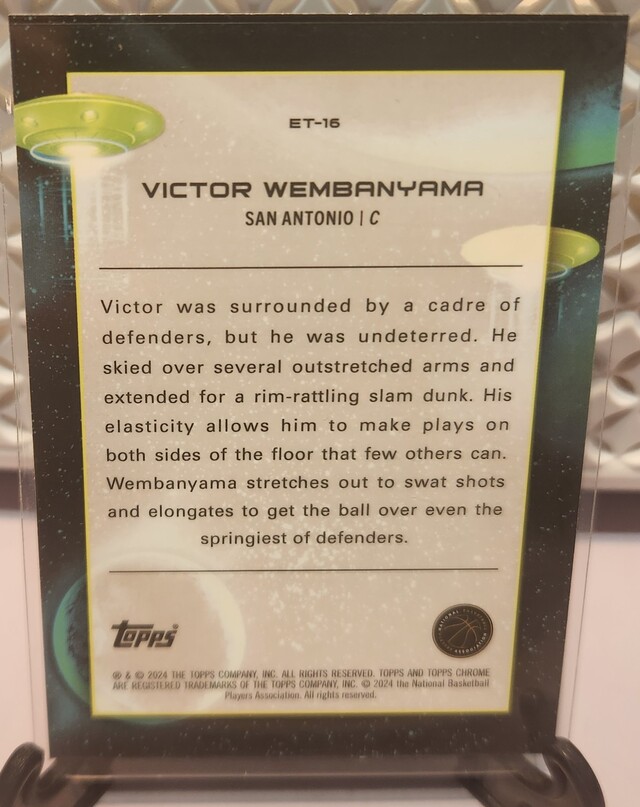 ET-16
VICTOR WEMBANYAMA
SAN ANTONIO | C
Victor was surrounded by a cadre of
defenders, but he was undeterred. He
skied over several outstretched arms and
extended for a rim-rattling slam dunk. His
elasticity allows him to make plays on
both sides of the floor that few others can.
Wembanyama stretches out to swat shots
and elongates to get the ball over even the
springiest of defenders.
Topps
NATIONAL BASKETBALL
ASSOCIATION
® & © 2024 THE TOPPS COMPANY, INC. ALL RIGHTS RESERVED. TOPPS AND TOPPS CHROME
ARE REGISTERED TRADEMARKS OF THE TOPPS COMPANY, INC. © 2024 the National Basketball
Players Association. All rights reserved.